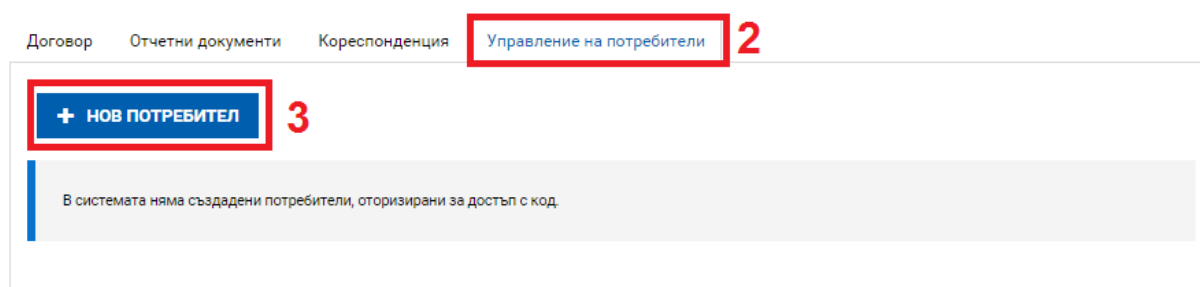 Договор Отчетни документи Кореспонденция Управление на потребители 2
+ НОВ ПОТРЕБИТЕЛ 3
В системата няма създадени потребители, оторизирани за достъп с код.